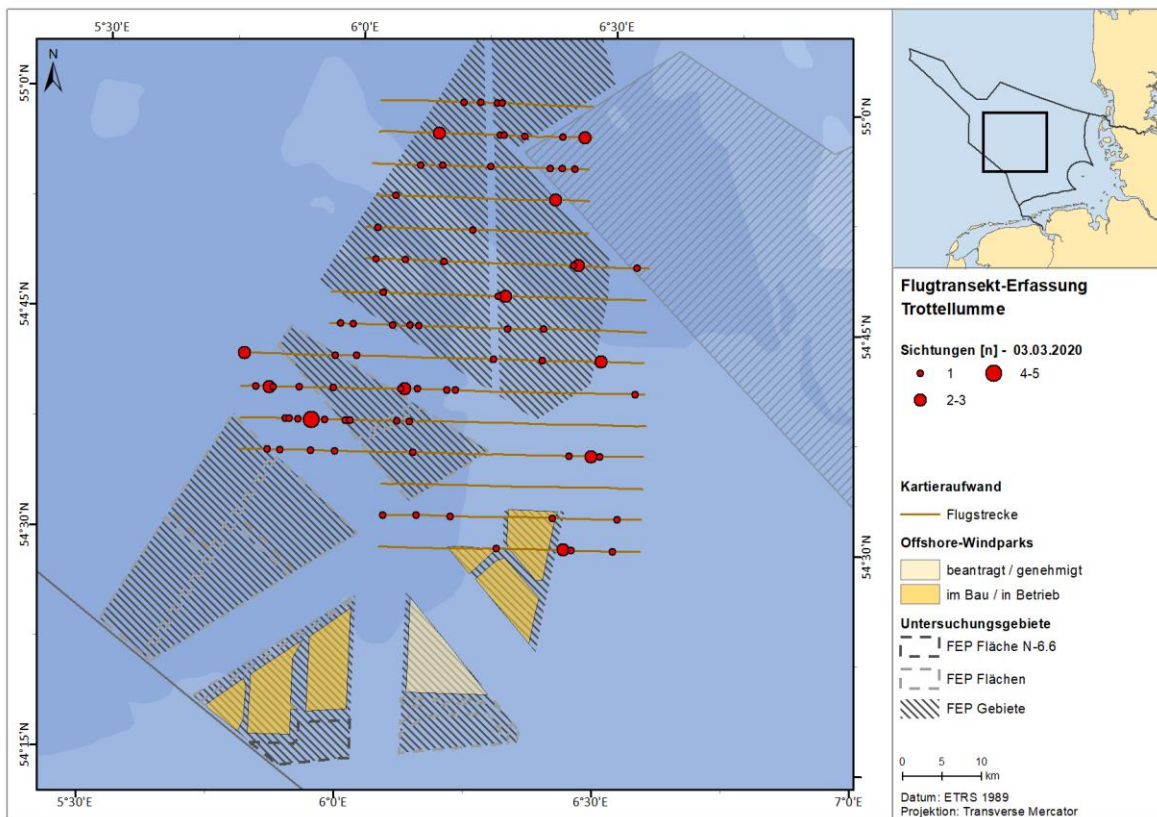 5°30'E 6°0'E 6°30'E
N
55°0'N
55°0'N
54°45'N
54°45'N
54°30'N
54°30'N
54°15'N
5°30'E 6°0'E 6°30'E 7°0'E
Flugtransekt-Erfassung
Trottellumme
Sichtungen [n] - 03.03.2020
1 4-5
2-3
Kartieraufwand
Flugstrecke
Offshore-Windparks
beantragt / genehmigt
im Bau / in Betrieb
Untersuchungsgebiete
FEP Fläche N-6.6
FEP Flächen
FEP Gebiete
0 5 10
km
Datum: ETRS 1989
Projektion: Transverse Mercator